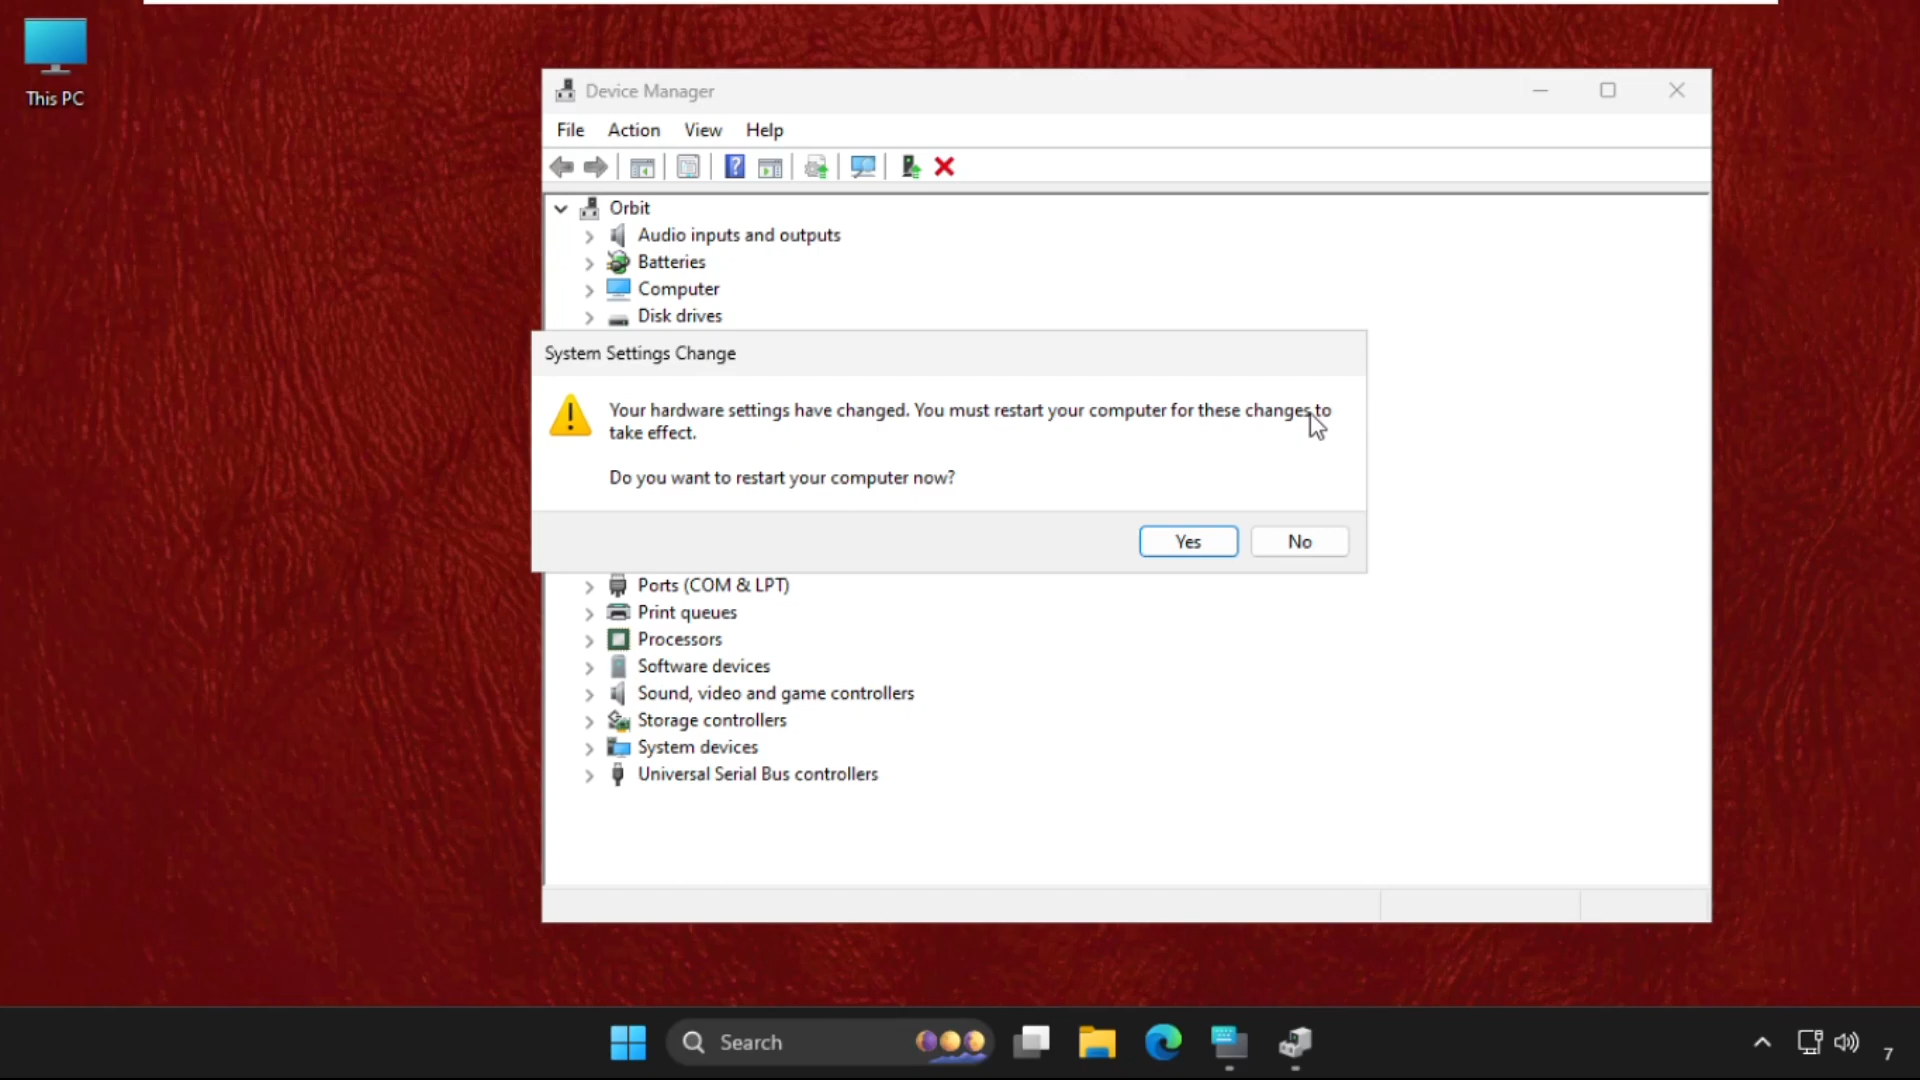 This PC
Device Manager
File Action View Help
Orbit
Audio inputs and outputs
Batteries
Computer
Disk drives
System Settings Change
Your hardware settings have changed. You must restart your computer for these changes to
take effect.
Do you want to restart your computer now?
Yes No
Ports (COM & LPT)
Print queues
Processors
Software devices
Sound, video and game controllers
Storage controllers
System devices
Universal Serial Bus controllers
Search
7